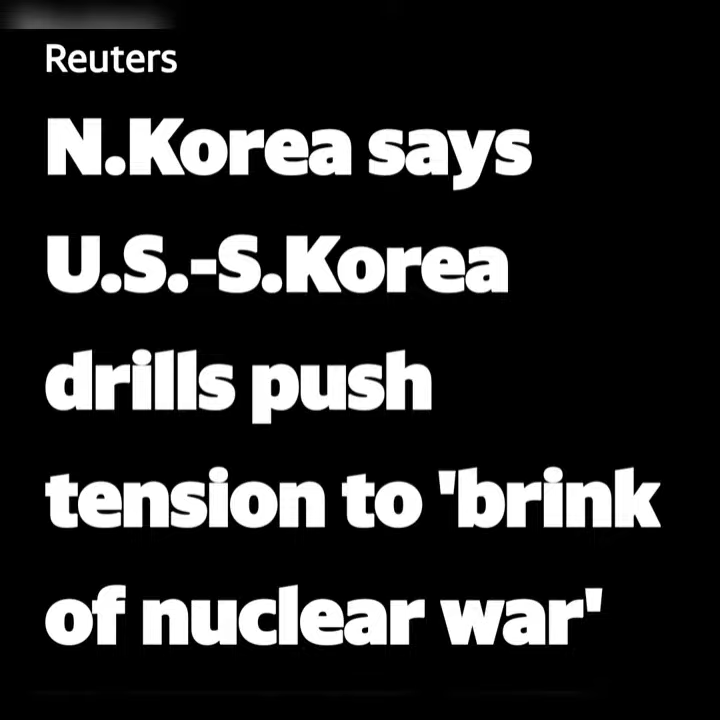 Reuters
N.Korea says
U.S.-S.Korea
drills push
tension to 'brink
of nuclear war'